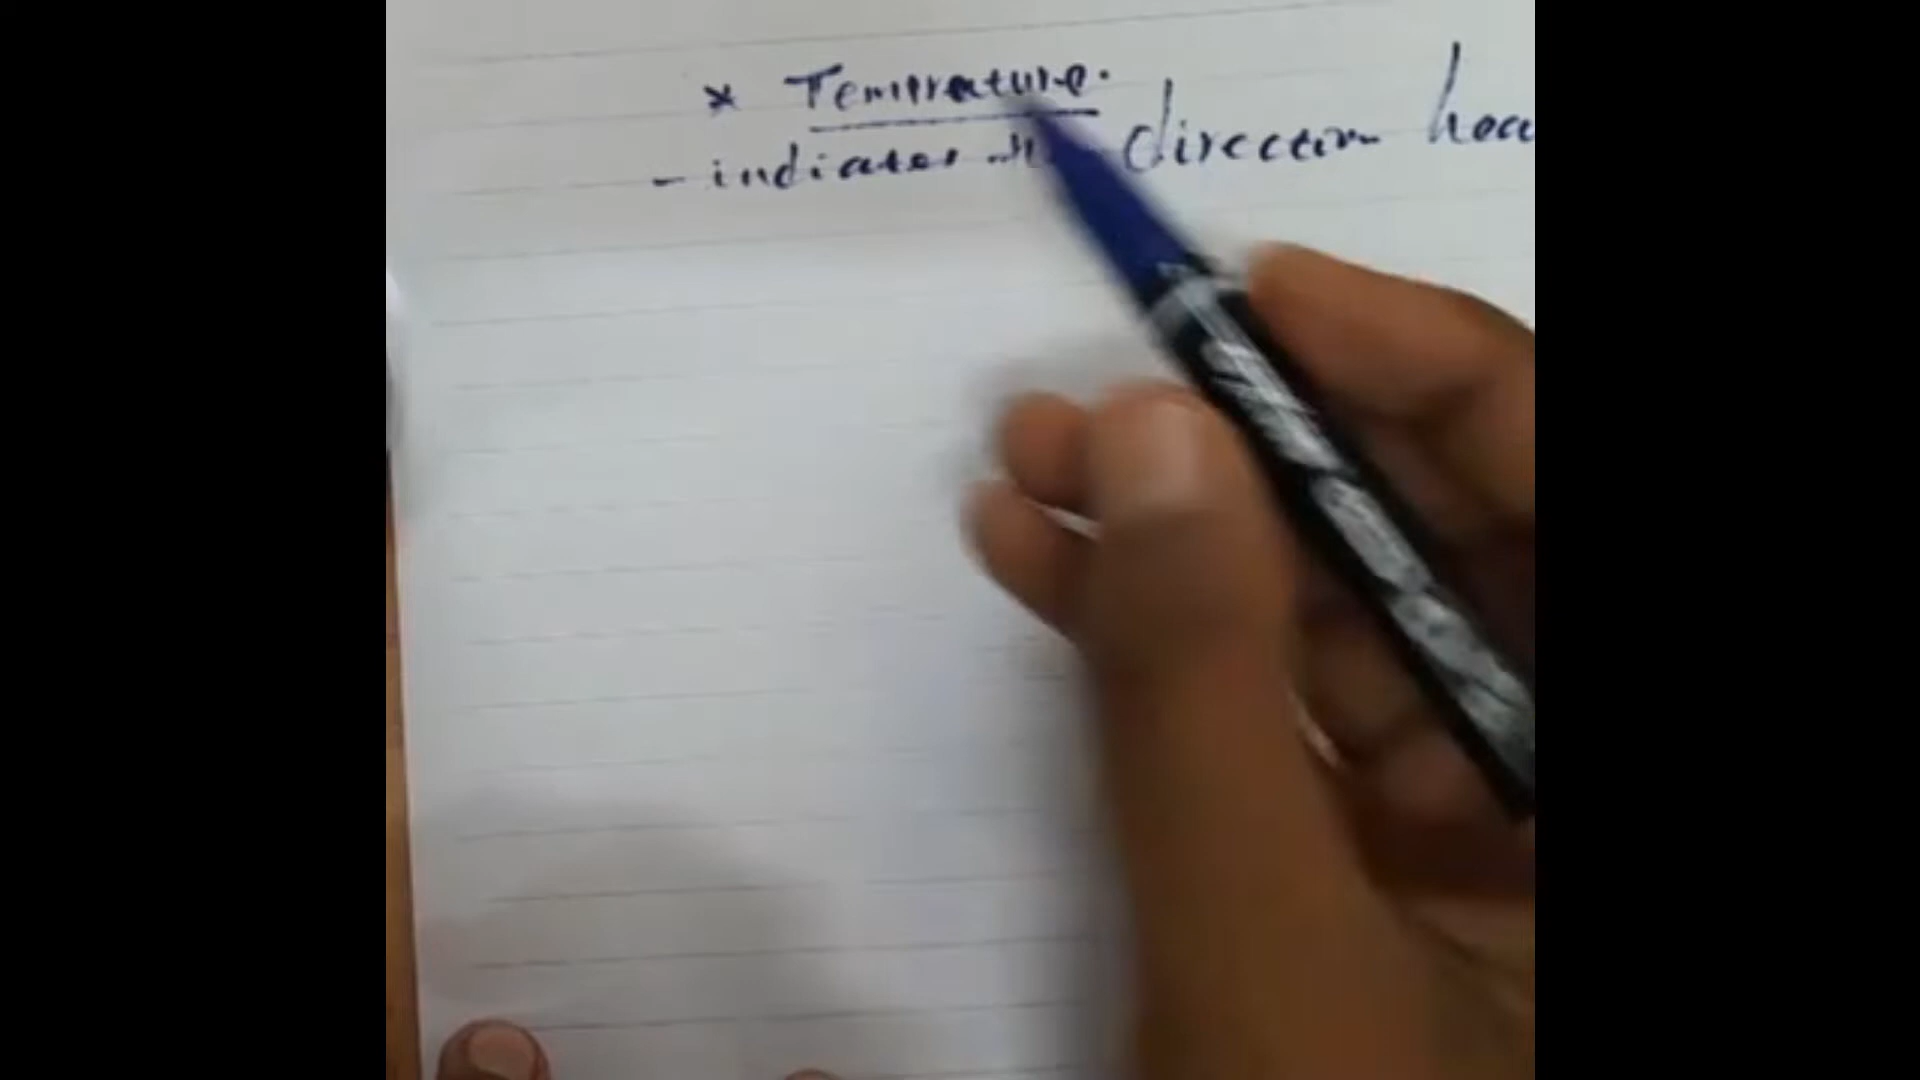 * Temprature.
- indiates the direction hea